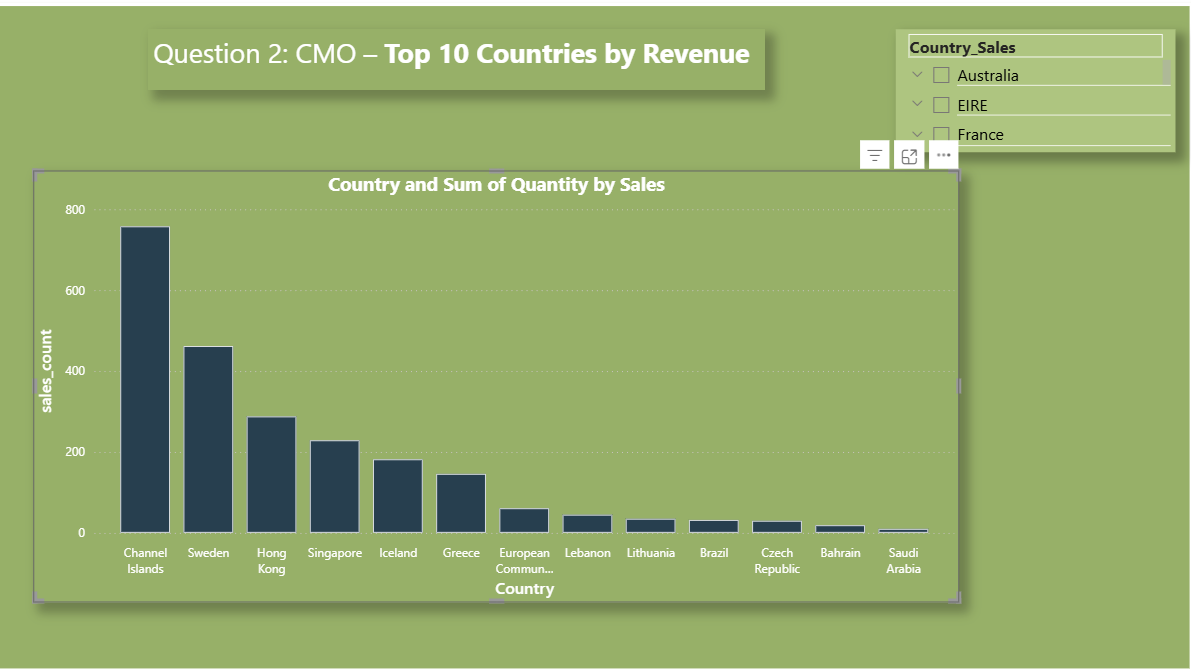 Question 2: CMO – Top 10 Countries by Revenue
Country_Sales
Australia
EIRE
France
Country and Sum of Quantity by Sales
sales_count
800
600
400
200
0
Channel Islands
Sweden
Hong Kong
Singapore
Iceland
Greece
European Commun...
Lebanon
Lithuania
Brazil
Czech Republic
Bahrain
Saudi Arabia
Country